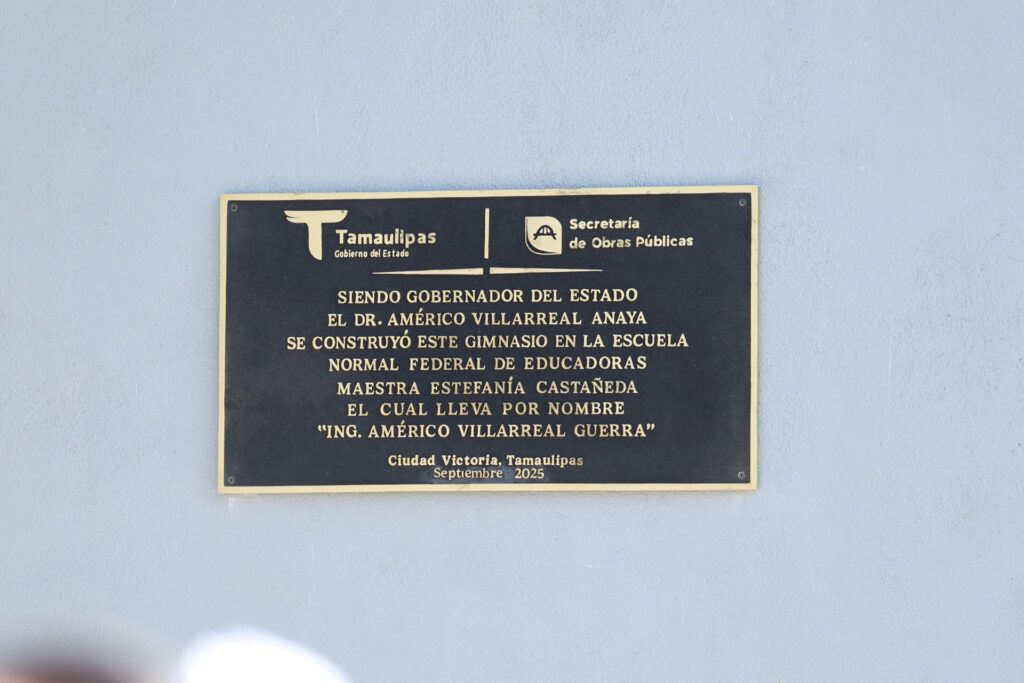 Tamaulipas
Gobierno del Estado
Secretaría
de Obras Públicas
SIENDO GOBERNADOR DEL ESTADO
EL DR. AMÉRICO VILLARREAL ANAYA
SE CONSTRUYÓ ESTE GIMNASIO EN LA ESCUELA
NORMAL FEDERAL DE EDUCADORAS
MAESTRA ESTEFANÍA CASTAÑEDA
EL CUAL LLEVA POR NOMBRE
"ING. AMÉRICO VILLARREAL GUERRA"
Ciudad Victoria, Tamaulipas
Septiembre 2025